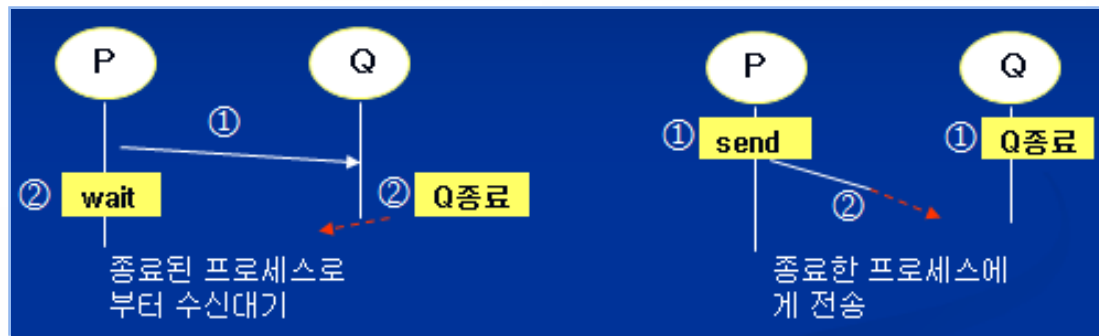 P
Q
①
② wait
② Q종료
종료된 프로세스로
부터 수신대기
P
Q
① send
① Q종료
②
종료한 프로세스에
게 전송